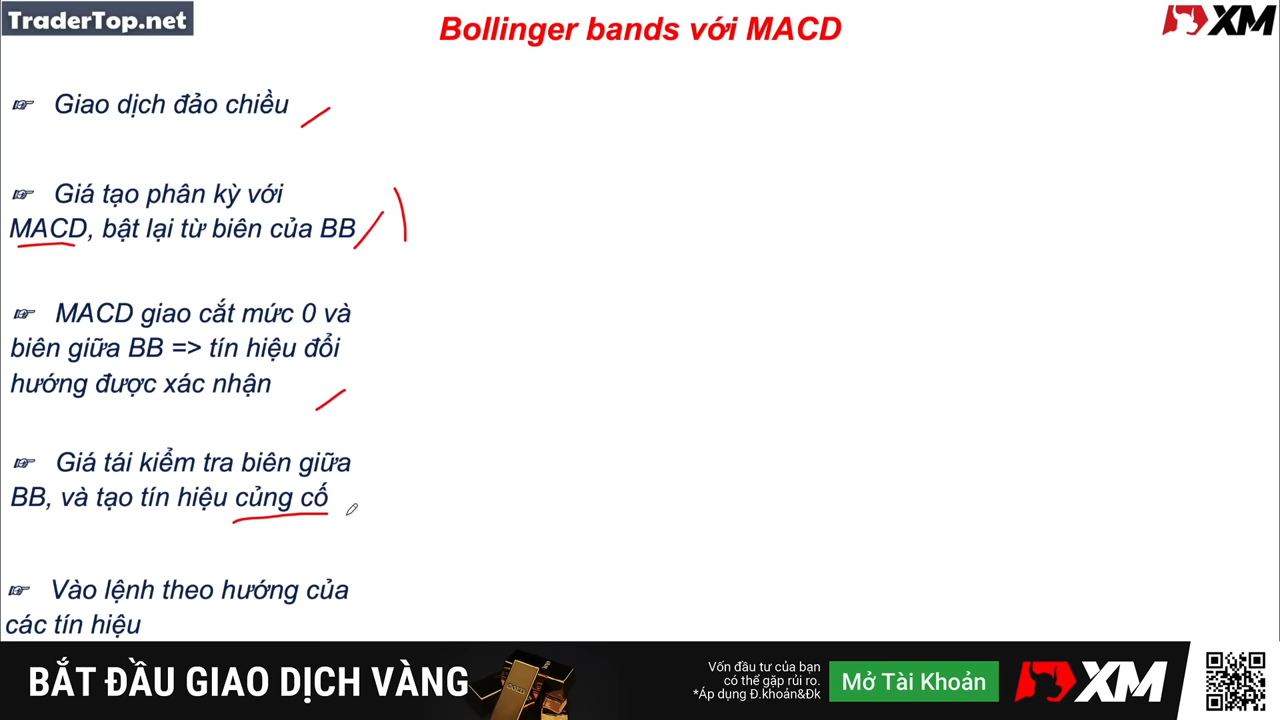 TraderTop.net
Bollinger bands với MACD
XM
☞ Giao dịch đảo chiều
☞ Giá tạo phân kỳ với
MACD, bật lại từ biên của BB
☞ MACD giao cắt mức 0 và
biên giữa BB => tín hiệu đổi
hướng được xác nhận
☞ Giá tái kiểm tra biên giữa
BB, và tạo tín hiệu củng cố
☞ Vào lệnh theo hướng của
các tín hiệu
BẮT ĐẦU GIAO DỊCH VÀNG
Vốn đầu tư của bạn
có thể gặp rủi ro.
*Áp dụng Đ.khoản&Đk
Mở Tài Khoản
XM